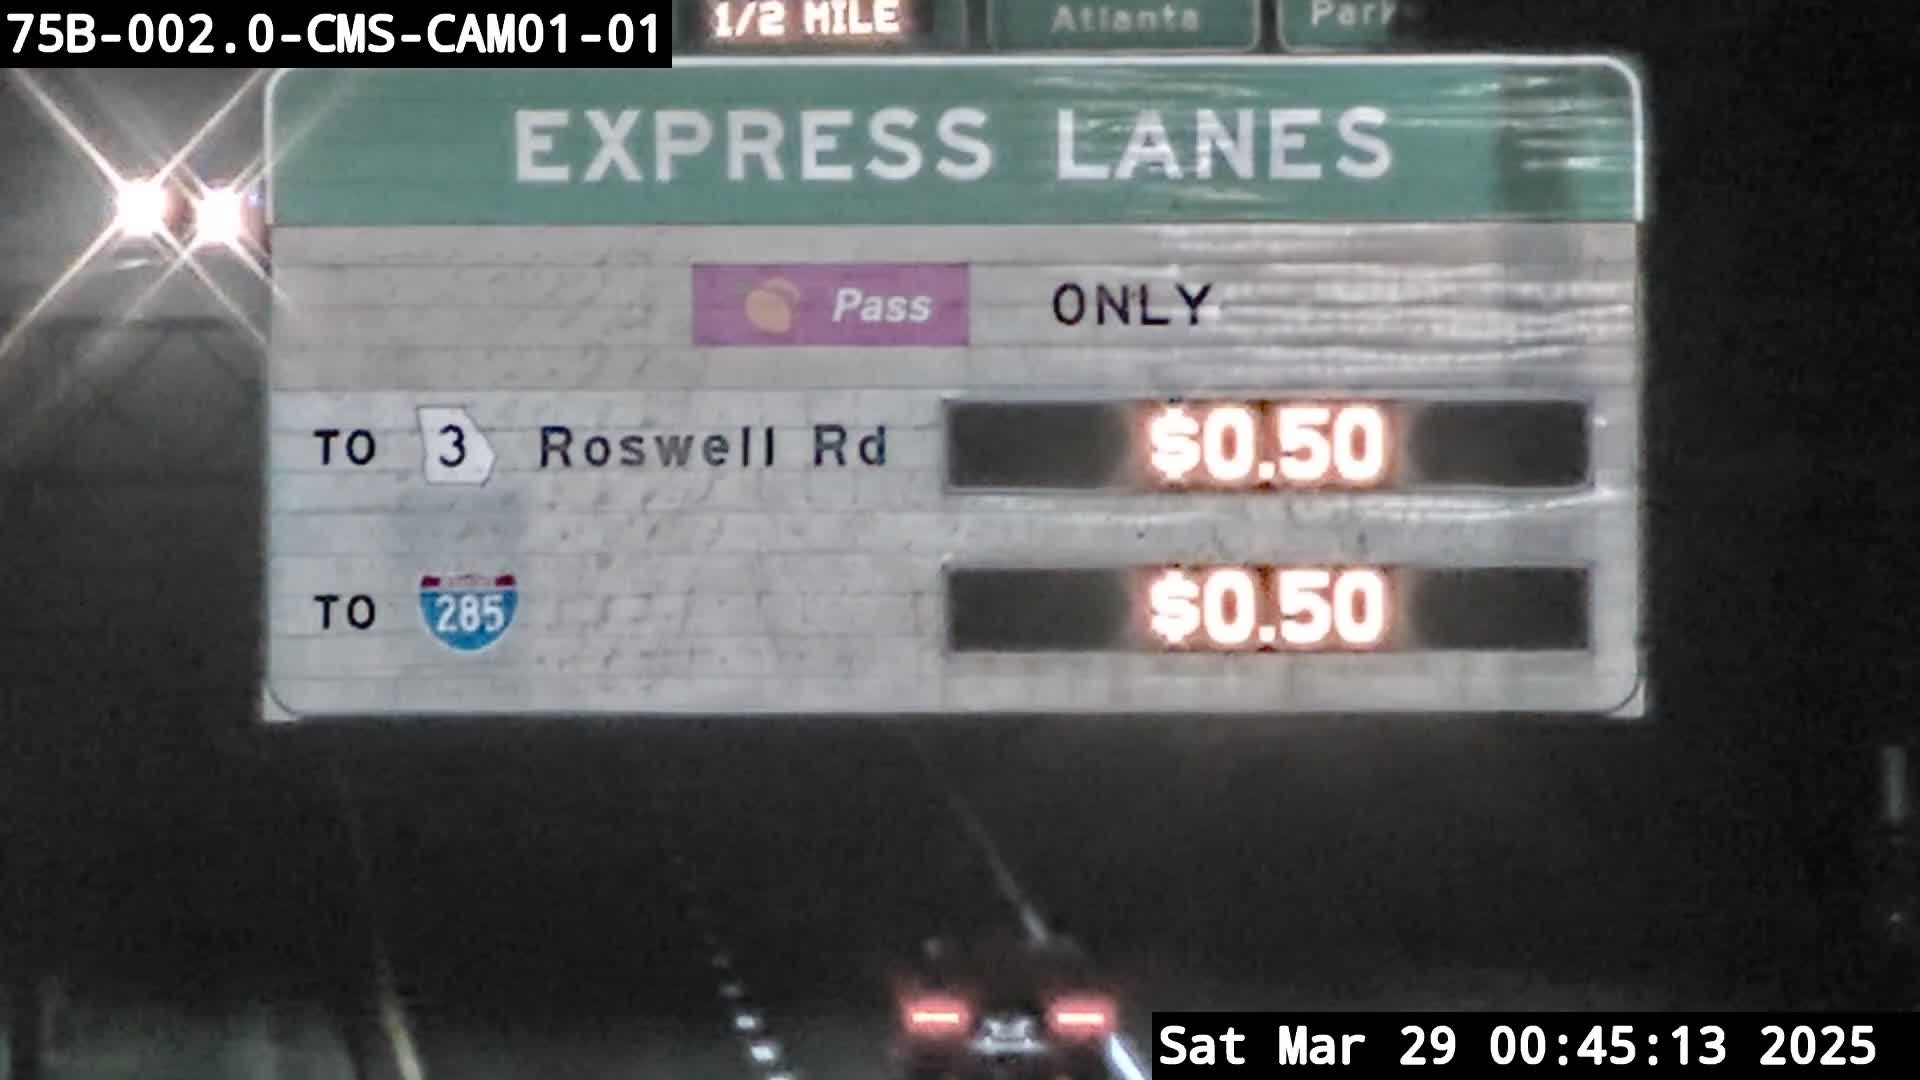 75B-002.0-CMS-CAM01-01
1/2 MILE
Atlanta
Park
EXPRESS LANES
Pass ONLY
TO 3 Roswell Rd $0.50
TO 285 $0.50
Sat Mar 29 00:45:13 2025